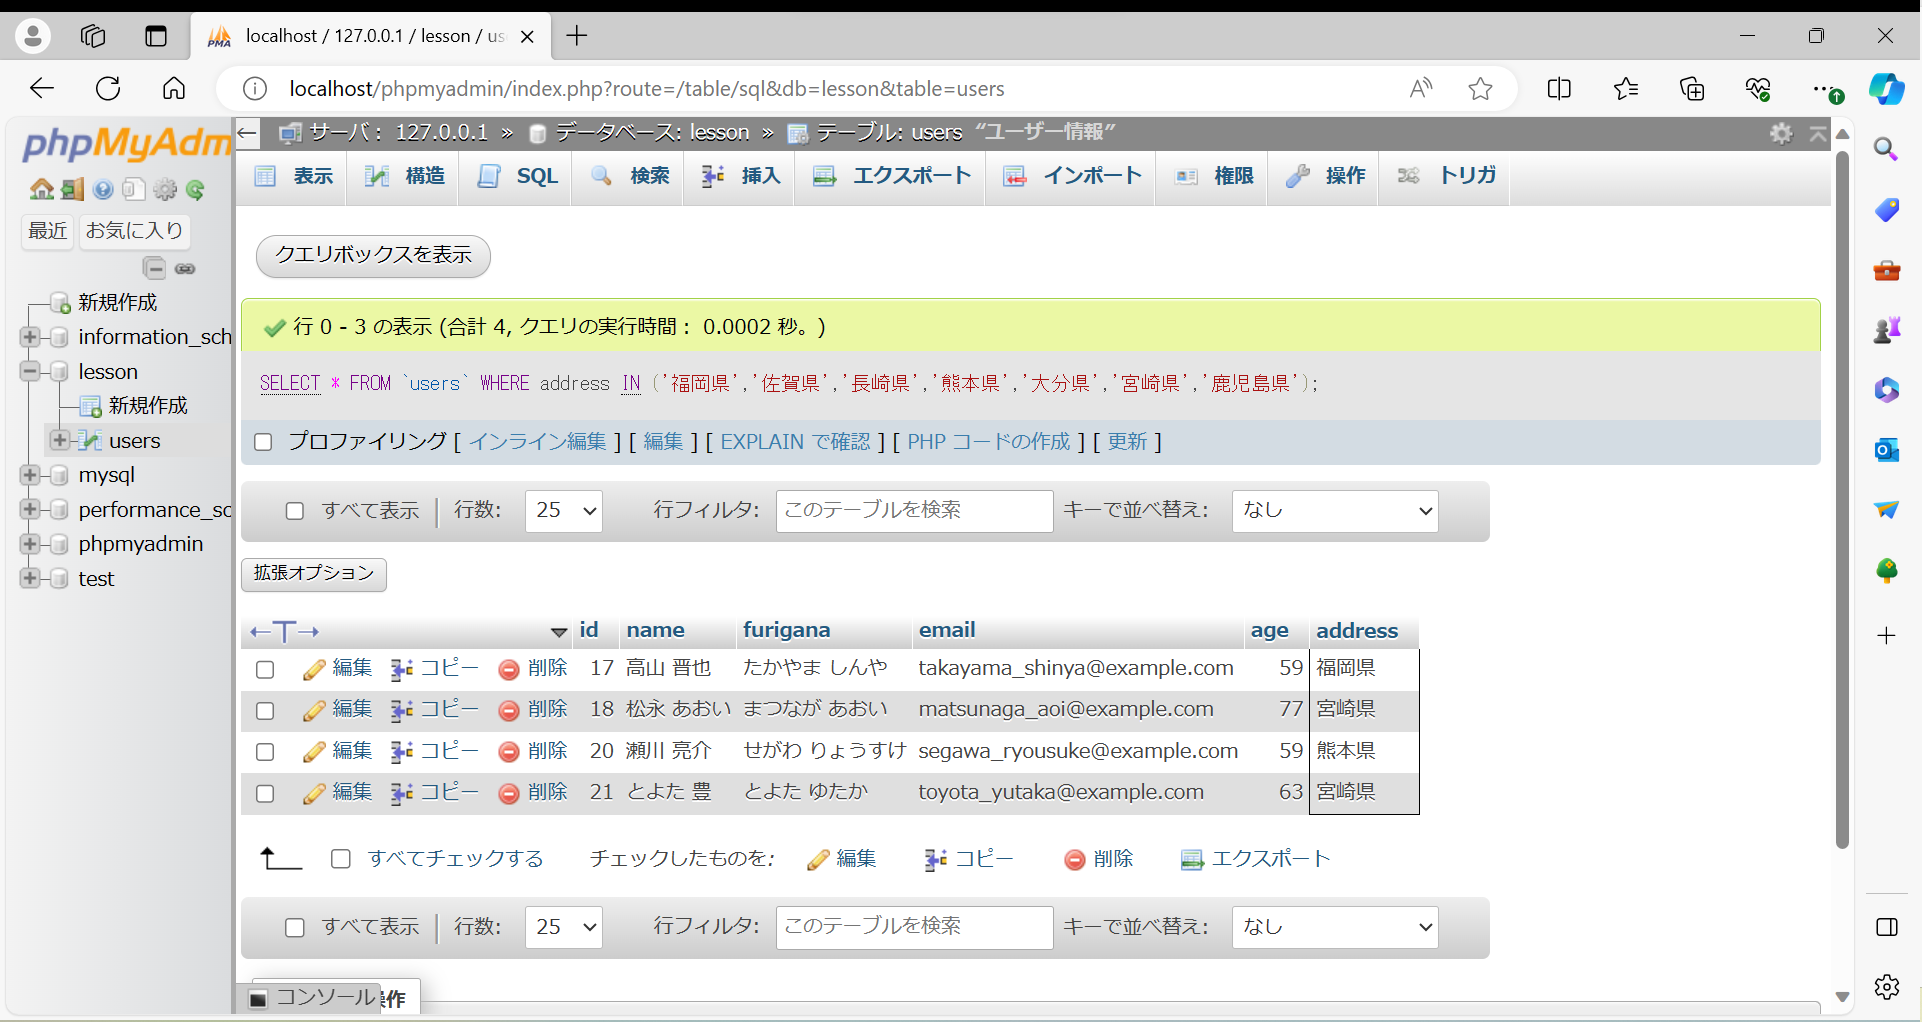 localhost / 127.0.0.1 / lesson / us
localhost/phpmyadmin/index.php?route=/table/sql&db=lesson&table=users
phpMyAdm
サーバ： 127.0.0.1 » データベース: lesson » テーブル: users “ユーザー情報”
表示 構造 SQL 検索 挿入 エクスポート インポート 権限 操作 トリガ
最近 お気に入り
新規作成
information_sch
lesson
新規作成
users
mysql
performance_sc
phpmyadmin
test
クエリボックスを表示
行 0 - 3 の表示 (合計 4, クエリの実行時間： 0.0002 秒。)
SELECT * FROM `users` WHERE address IN ('福岡県','佐賀県','長崎県','熊本県','大分県','宮崎県','鹿児島県');
プロファイリング [ インライン編集 ] [ 編集 ] [ EXPLAIN で確認 ] [ PHP コードの作成 ] [ 更新 ]
すべて表示 行数: 25 行フィルタ: このテーブルを検索 キーで並べ替え: なし
拡張オプション
←T→ id name furigana email age address
編集 コピー 削除 17 高山 晋也 たかやま しんや takayama_shinya@example.com 59 福岡県
編集 コピー 削除 18 松永 あおい まつなが あおい matsunaga_aoi@example.com 77 宮崎県
編集 コピー 削除 20 瀬川 亮介 せがわ りょうすけ segawa_ryousuke@example.com 59 熊本県
編集 コピー 削除 21 とよた 豊 とよた ゆたか toyota_yutaka@example.com 63 宮崎県
すべてチェックする チェックしたものを: 編集 コピー 削除 エクスポート
すべて表示 行数: 25 行フィルタ: このテーブルを検索 キーで並べ替え: なし
コンソール 操作